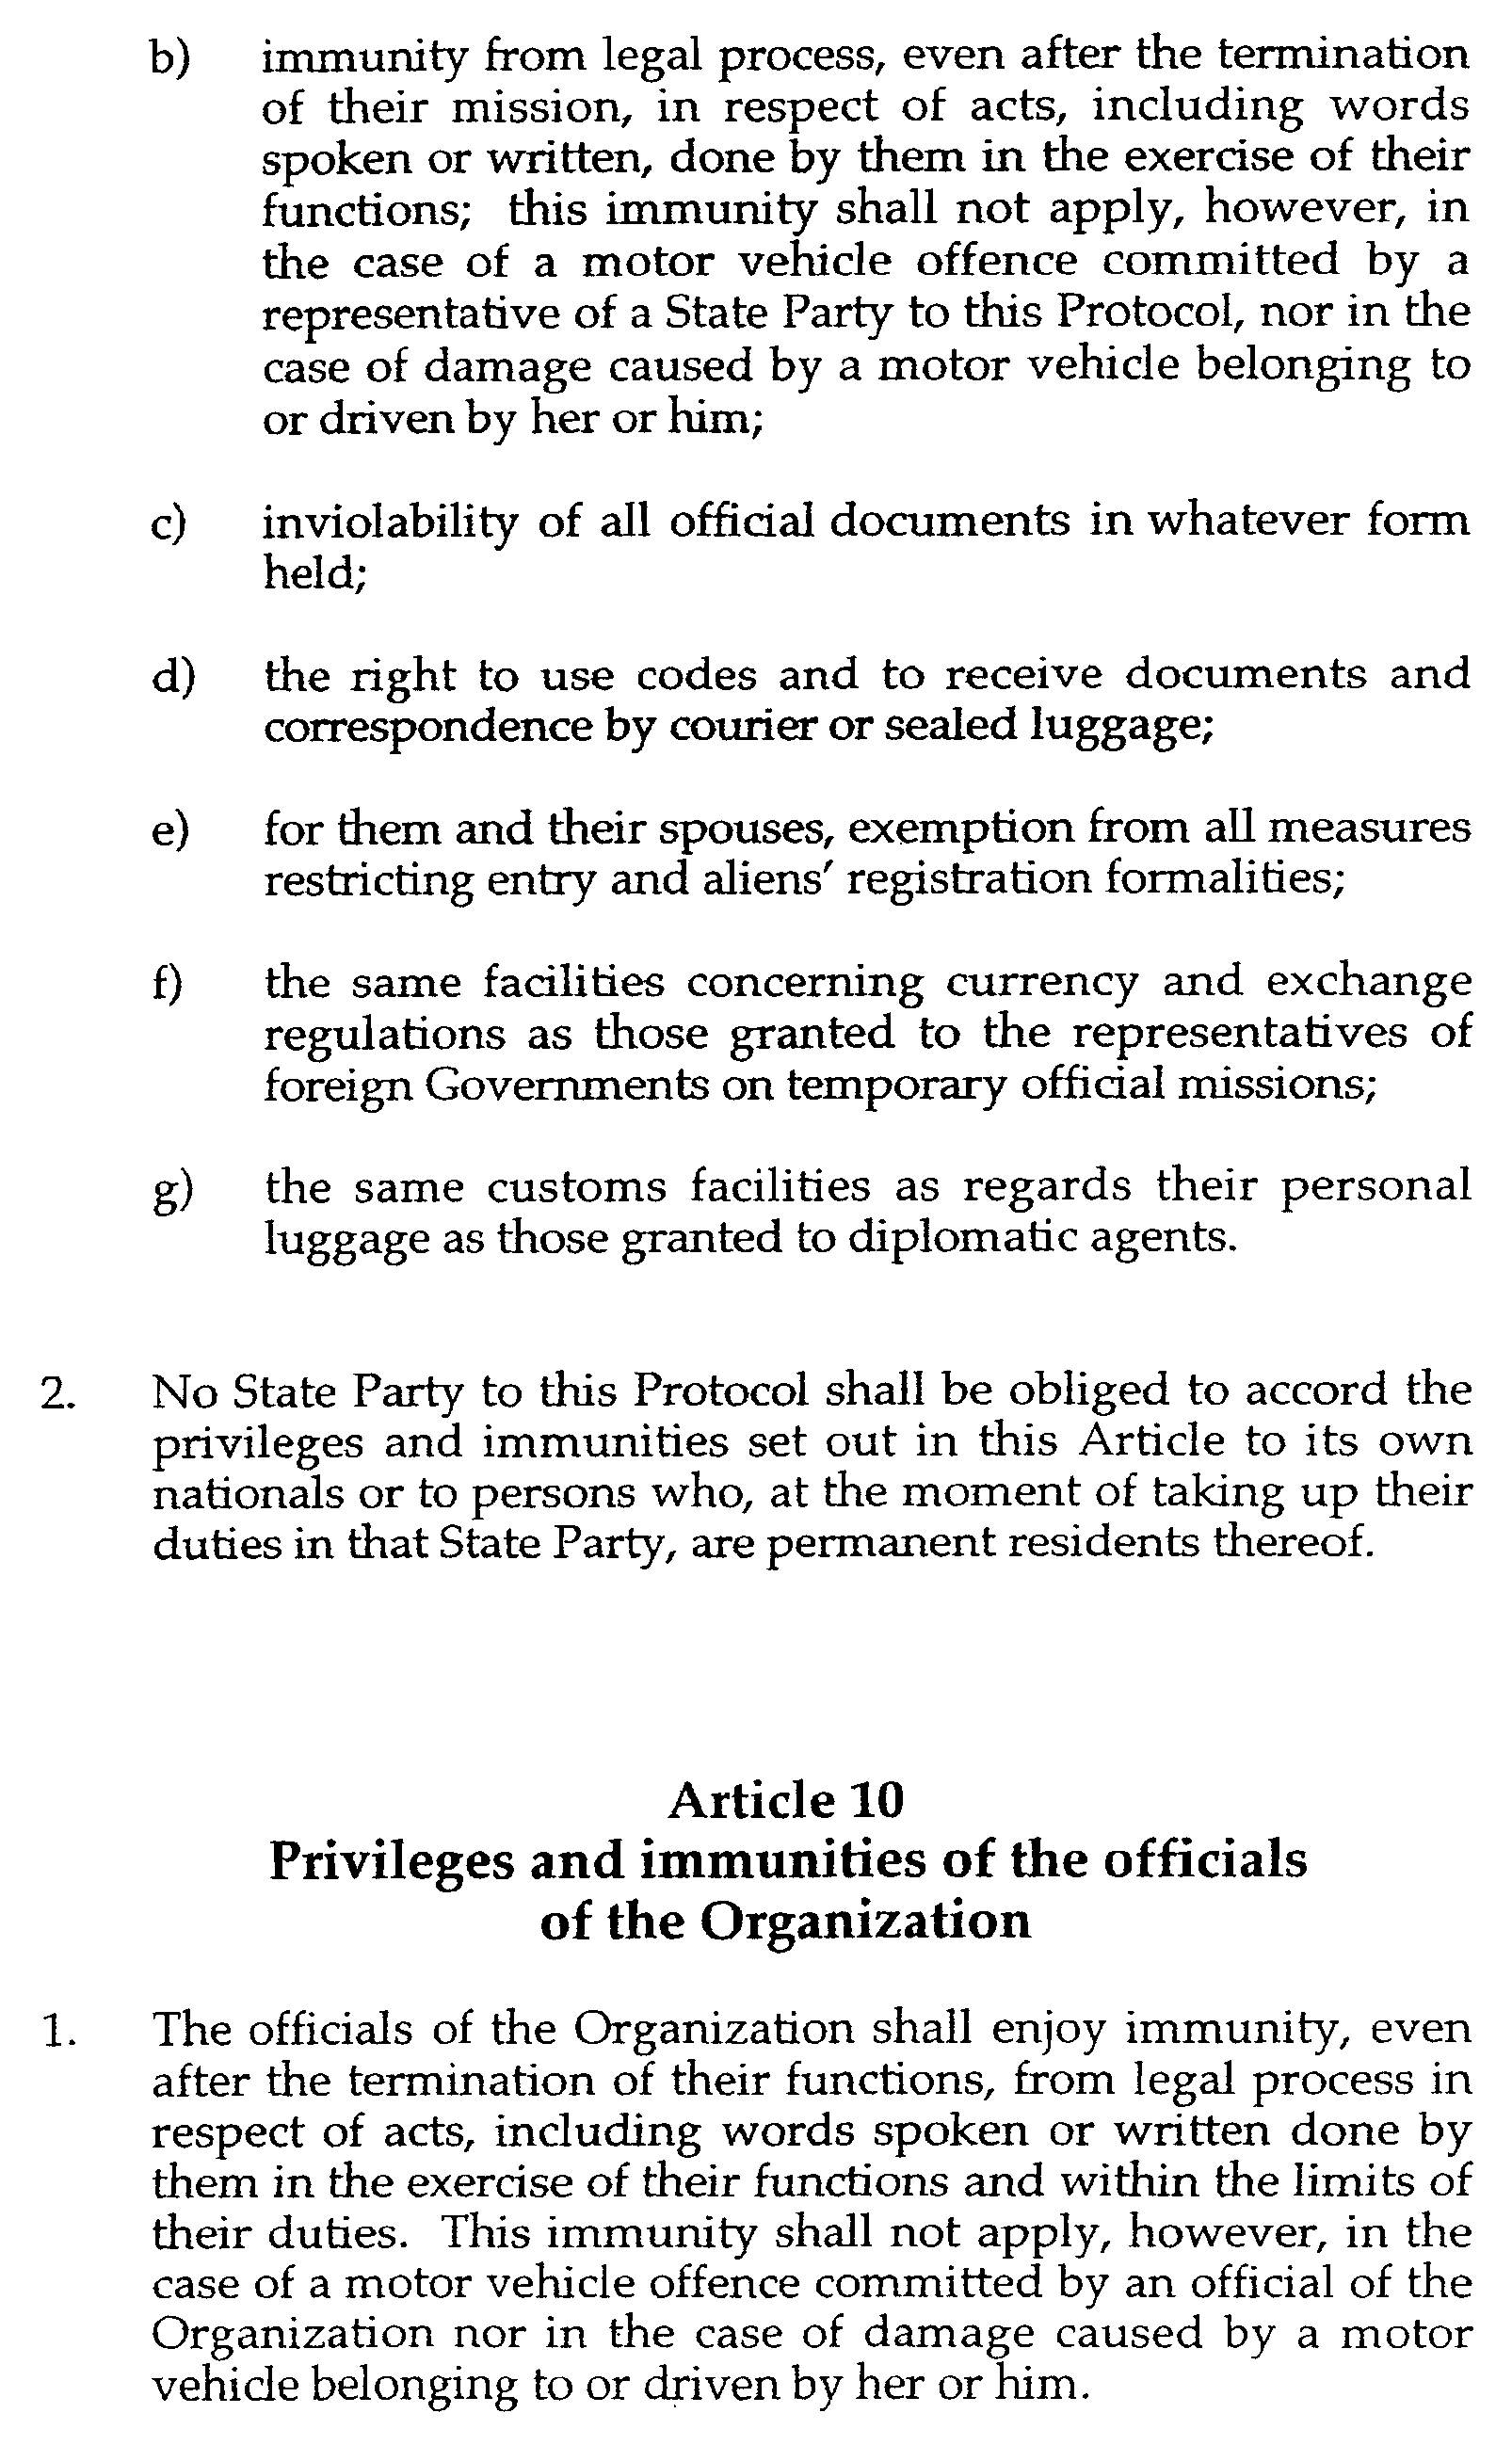 b) immunity from legal process, even after the termination
of their mission, in respect of acts, including words
spoken or written, done by them in the exercise of their
functions; this immunity shall not apply, however, in
the case of a motor vehicle offence committed by a
representative of a State Party to this Protocol, nor in the
case of damage caused by a motor vehicle belonging to
or driven by her or him;
c) inviolability of all official documents in whatever form
held;
d) the right to use codes and to receive documents and
correspondence by courier or sealed luggage;
e) for them and their spouses, exemption from all measures
restricting entry and aliens' registration formalities;
f) the same facilities concerning currency and exchange
regulations as those granted to the representatives of
foreign Governments on temporary official missions;
g) the same customs facilities as regards their personal
luggage as those granted to diplomatic agents.
2. No State Party to this Protocol shall be obliged to accord the
privileges and immunities set out in this Article to its own
nationals or to persons who, at the moment of taking up their
duties in that State Party, are permanent residents thereof.
Article 10
Privileges and immunities of the officials
of the Organization
1. The officials of the Organization shall enjoy immunity, even
after the termination of their functions, from legal process in
respect of acts, including words spoken or written done by
them in the exercise of their functions and within the limits of
their duties. This immunity shall not apply, however, in the
case of a motor vehicle offence committed by an official of the
Organization nor in the case of damage caused by a motor
vehicle belonging to or driven by her or him.